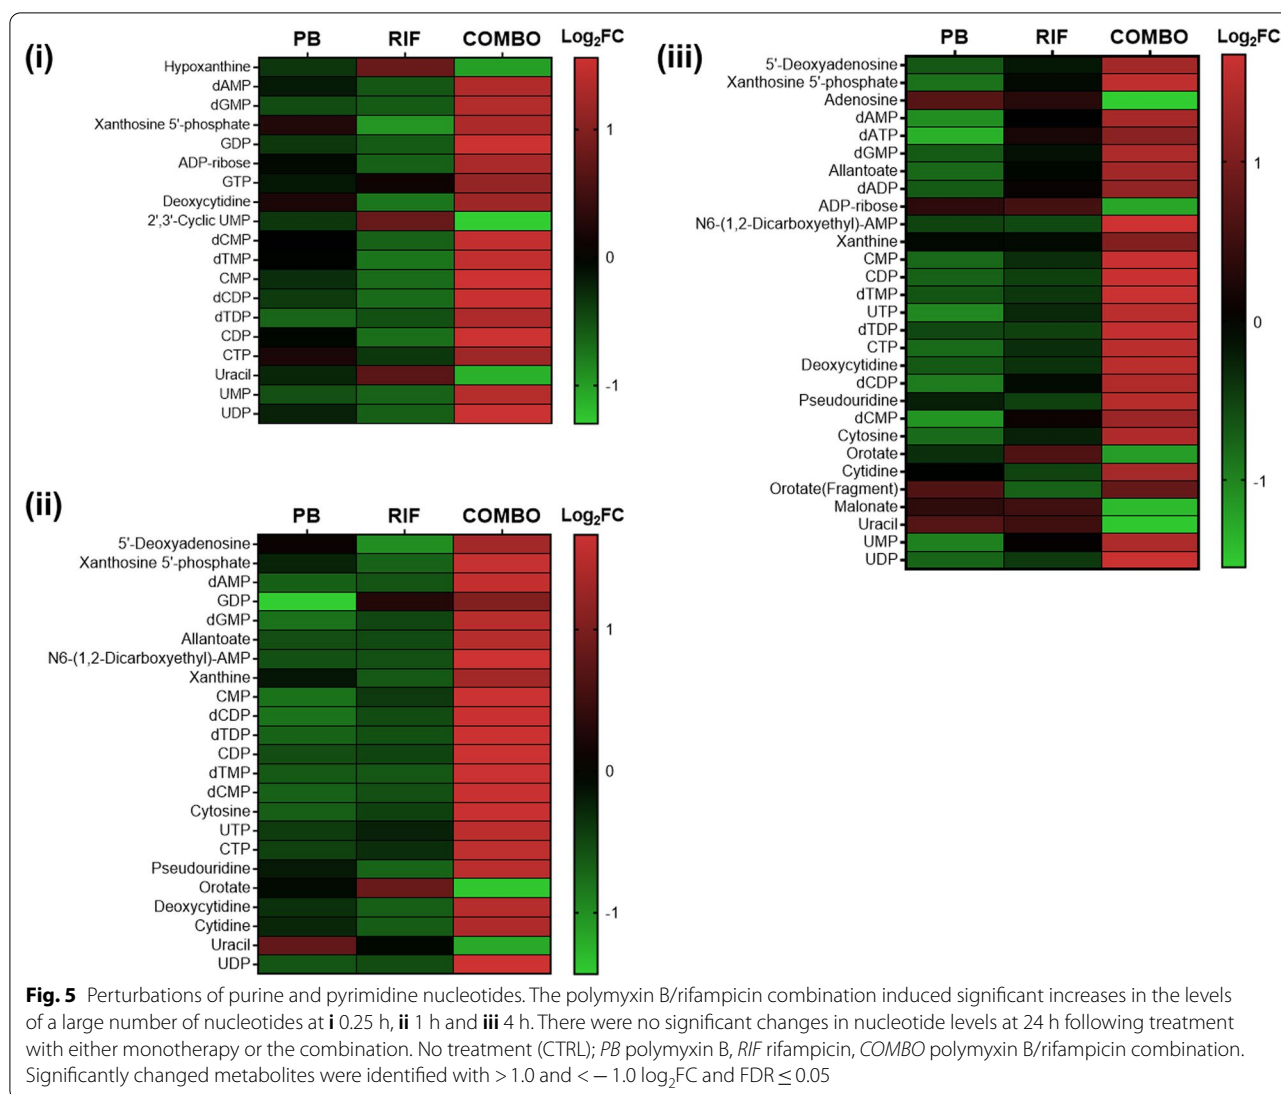 (i)
PB RIF COMBO Log2FC
Hypoxanthine
dAMP
dGMP
Xanthosine 5'-phosphate
GDP
ADP-ribose
GTP
Deoxycytidine
2',3'-Cyclic UMP
dCMP
dTMP
CMP
dCDP
dTDP
CDP
CTP
Uracil
UMP
UDP
1
0
-1
(ii)
PB RIF COMBO Log2FC
5'-Deoxyadenosine
Xanthosine 5'-phosphate
dAMP
GDP
dGMP
Allantoate
N6-(1,2-Dicarboxyethyl)-AMP
Xanthine
CMP
dCDP
dTDP
CDP
dTMP
dCMP
Cytosine
UTP
CTP
Pseudouridine
Orotate
Deoxycytidine
Cytidine
Uracil
UDP
1
0
-1
(iii)
PB RIF COMBO Log2FC
5'-Deoxyadenosine
Xanthosine 5'-phosphate
Adenosine
dAMP
dATP
dGMP
Allantoate
dADP
ADP-ribose
N6-(1,2-Dicarboxyethyl)-AMP
Xanthine
CMP
CDP
dTMP
UTP
dTDP
CTP
Deoxycytidine
dCDP
Pseudouridine
dCMP
Cytosine
Orotate
Cytidine
Orotate(Fragment)
Malonate
Uracil
UMP
UDP
1
0
-1
Fig. 5 Perturbations of purine and pyrimidine nucleotides. The polymyxin B/rifampicin combination induced significant increases in the levels
of a large number of nucleotides at i 0.25 h, ii 1 h and iii 4 h. There were no significant changes in nucleotide levels at 24 h following treatment
with either monotherapy or the combination. No treatment (CTRL); PB polymyxin B, RIF rifampicin, COMBO polymyxin B/rifampicin combination.
Significantly changed metabolites were identified with > 1.0 and < − 1.0 log2FC and FDR ≤ 0.05